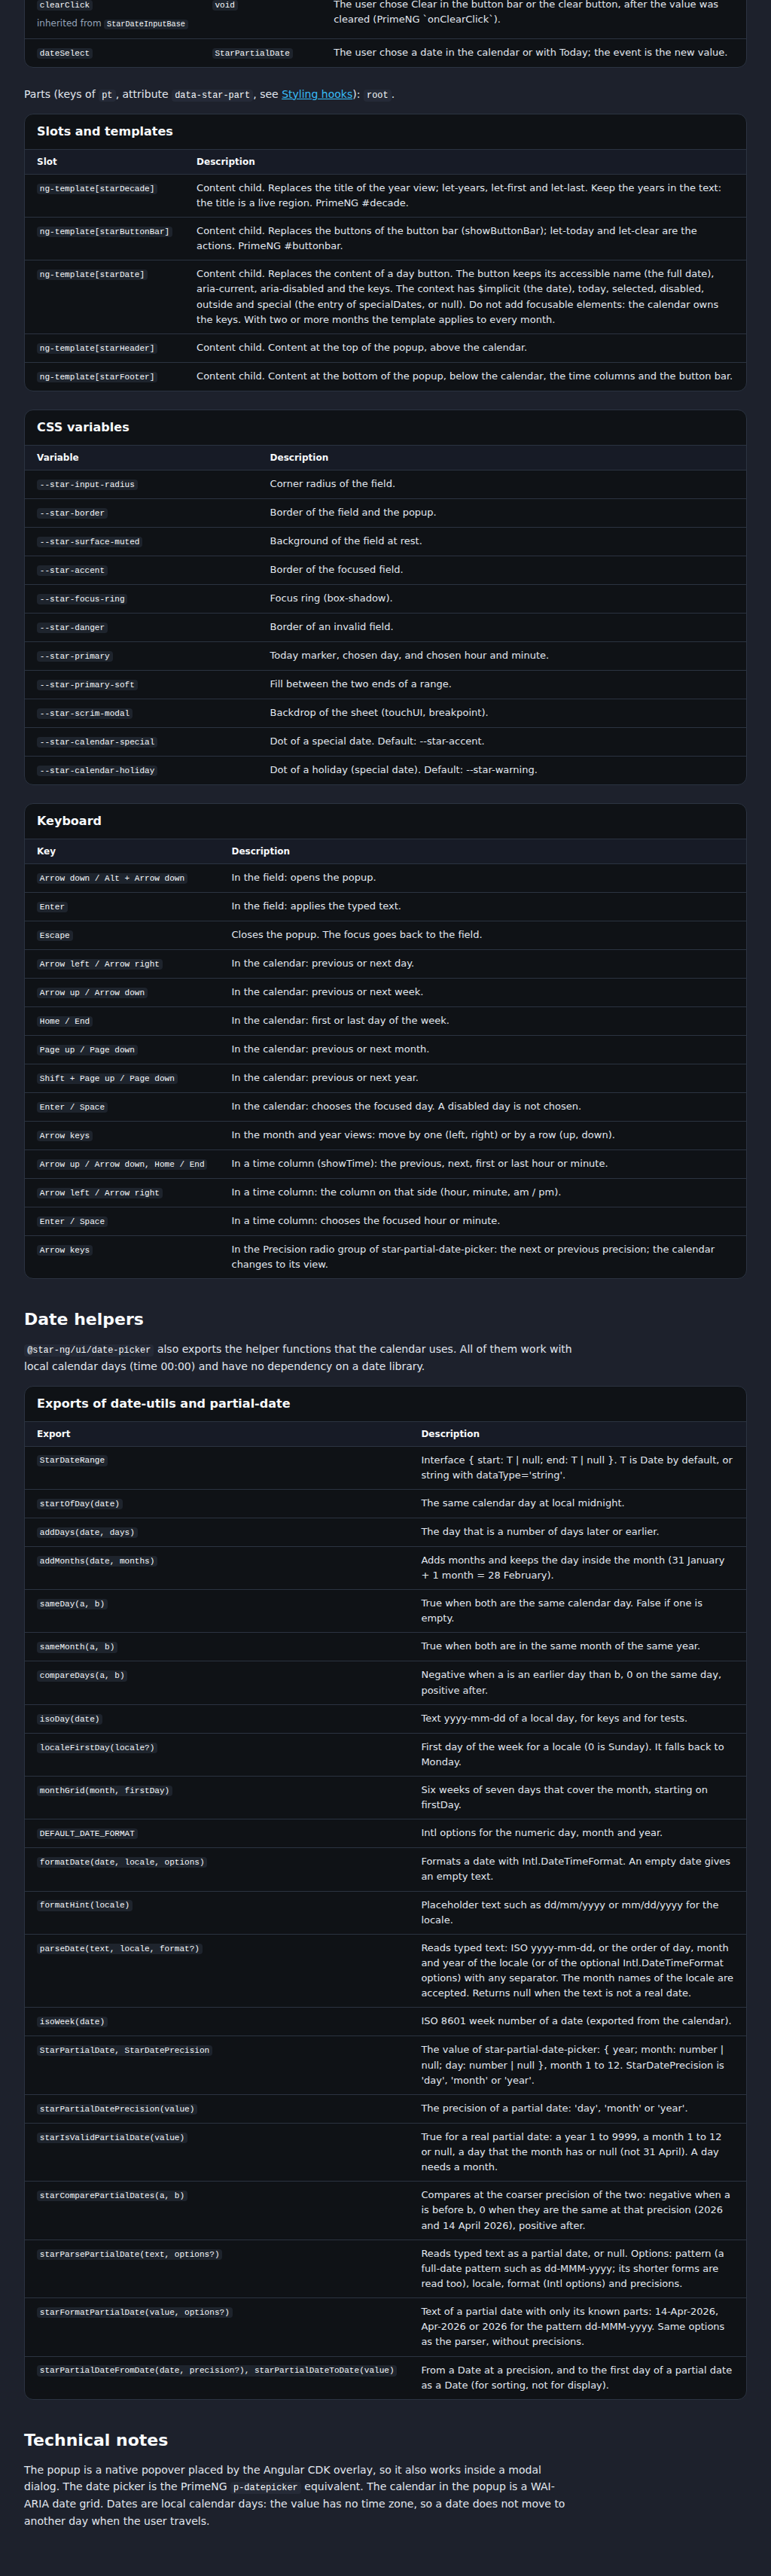 clearClick void The user chose Clear in the button bar or the clear button, after the value was
inherited from StarDateInputBase cleared (PrimeNG `onClearClick`).
dateSelect StarPartialDate The user chose a date in the calendar or with Today; the event is the new value.
Parts (keys of pt, attribute data-star-part, see Styling hooks): root.
Slots and templates
Slot Description
ng-template[starDecade] Content child. Replaces the title of the year view; let-years, let-first and let-last. Keep the years in the text:
the title is a live region. PrimeNG #decade.
ng-template[starButtonBar] Content child. Replaces the buttons of the button bar (showButtonBar); let-today and let-clear are the
actions. PrimeNG #buttonbar.
ng-template[starDate] Content child. Replaces the content of a day button. The button keeps its accessible name (the full date),
aria-current, aria-disabled and the keys. The context has $implicit (the date), today, selected, disabled,
outside and special (the entry of specialDates, or null). Do not add focusable elements: the calendar owns
the keys. With two or more months the template applies to every month.
ng-template[starHeader] Content child. Content at the top of the popup, above the calendar.
ng-template[starFooter] Content child. Content at the bottom of the popup, below the calendar, the time columns and the button bar.
CSS variables
Variable Description
--star-input-radius Corner radius of the field.
--star-border Border of the field and the popup.
--star-surface-muted Background of the field at rest.
--star-accent Border of the focused field.
--star-focus-ring Focus ring (box-shadow).
--star-danger Border of an invalid field.
--star-primary Today marker, chosen day, and chosen hour and minute.
--star-primary-soft Fill between the two ends of a range.
--star-scrim-modal Backdrop of the sheet (touchUI, breakpoint).
--star-calendar-special Dot of a special date. Default: --star-accent.
--star-calendar-holiday Dot of a holiday (special date). Default: --star-warning.
Keyboard
Key Description
Arrow down / Alt + Arrow down In the field: opens the popup.
Enter In the field: applies the typed text.
Escape Closes the popup. The focus goes back to the field.
Arrow left / Arrow right In the calendar: previous or next day.
Arrow up / Arrow down In the calendar: previous or next week.
Home / End In the calendar: first or last day of the week.
Page up / Page down In the calendar: previous or next month.
Shift + Page up / Page down In the calendar: previous or next year.
Enter / Space In the calendar: chooses the focused day. A disabled day is not chosen.
Arrow keys In the month and year views: move by one (left, right) or by a row (up, down).
Arrow up / Arrow down, Home / End In a time column (showTime): the previous, next, first or last hour or minute.
Arrow left / Arrow right In a time column: the column on that side (hour, minute, am / pm).
Enter / Space In a time column: chooses the focused hour or minute.
Arrow keys In the Precision radio group of star-partial-date-picker: the next or previous precision; the calendar
changes to its view.
Date helpers
@star-ng/ui/date-picker also exports the helper functions that the calendar uses. All of them work with
local calendar days (time 00:00) and have no dependency on a date library.
Exports of date-utils and partial-date
Export Description
StarDateRange Interface { start: T | null; end: T | null }. T is Date by default, or
string with dataType='string'.
startOfDay(date) The same calendar day at local midnight.
addDays(date, days) The day that is a number of days later or earlier.
addMonths(date, months) Adds months and keeps the day inside the month (31 January
+ 1 month = 28 February).
sameDay(a, b) True when both are the same calendar day. False if one is
empty.
sameMonth(a, b) True when both are in the same month of the same year.
compareDays(a, b) Negative when a is an earlier day than b, 0 on the same day,
positive after.
isoDay(date) Text yyyy-mm-dd of a local day, for keys and for tests.
localeFirstDay(locale?) First day of the week for a locale (0 is Sunday). It falls back to
Monday.
monthGrid(month, firstDay) Six weeks of seven days that cover the month, starting on
firstDay.
DEFAULT_DATE_FORMAT Intl options for the numeric day, month and year.
formatDate(date, locale, options) Formats a date with Intl.DateTimeFormat. An empty date gives
an empty text.
formatHint(locale) Placeholder text such as dd/mm/yyyy or mm/dd/yyyy for the
locale.
parseDate(text, locale, format?) Reads typed text: ISO yyyy-mm-dd, or the order of day, month
and year of the locale (or of the optional Intl.DateTimeFormat
options) with any separator. The month names of the locale are
accepted. Returns null when the text is not a real date.
isoWeek(date) ISO 8601 week number of a date (exported from the calendar).
StarPartialDate, StarDatePrecision The value of star-partial-date-picker: { year; month: number |
null; day: number | null }, month 1 to 12. StarDatePrecision is
'day', 'month' or 'year'.
starPartialDatePrecision(value) The precision of a partial date: 'day', 'month' or 'year'.
starIsValidPartialDate(value) True for a real partial date: a year 1 to 9999, a month 1 to 12
or null, a day that the month has or null (not 31 April). A day
needs a month.
starComparePartialDates(a, b) Compares at the coarser precision of the two: negative when a
is before b, 0 when they are the same at that precision (2026
and 14 April 2026), positive after.
starParsePartialDate(text, options?) Reads typed text as a partial date, or null. Options: pattern (a
full-date pattern such as dd-MMM-yyyy; its shorter forms are
read too), locale, format (Intl options) and precisions.
starFormatPartialDate(value, options?) Text of a partial date with only its known parts: 14-Apr-2026,
Apr-2026 or 2026 for the pattern dd-MMM-yyyy. Same options
as the parser, without precisions.
starPartialDateFromDate(date, precision?), starPartialDateToDate(value) From a Date at a precision, and to the first day of a partial date
as a Date (for sorting, not for display).
Technical notes
The popup is a native popover placed by the Angular CDK overlay, so it also works inside a modal
dialog. The date picker is the PrimeNG p-datepicker equivalent. The calendar in the popup is a WAI-
ARIA date grid. Dates are local calendar days: the value has no time zone, so a date does not move to
another day when the user travels.